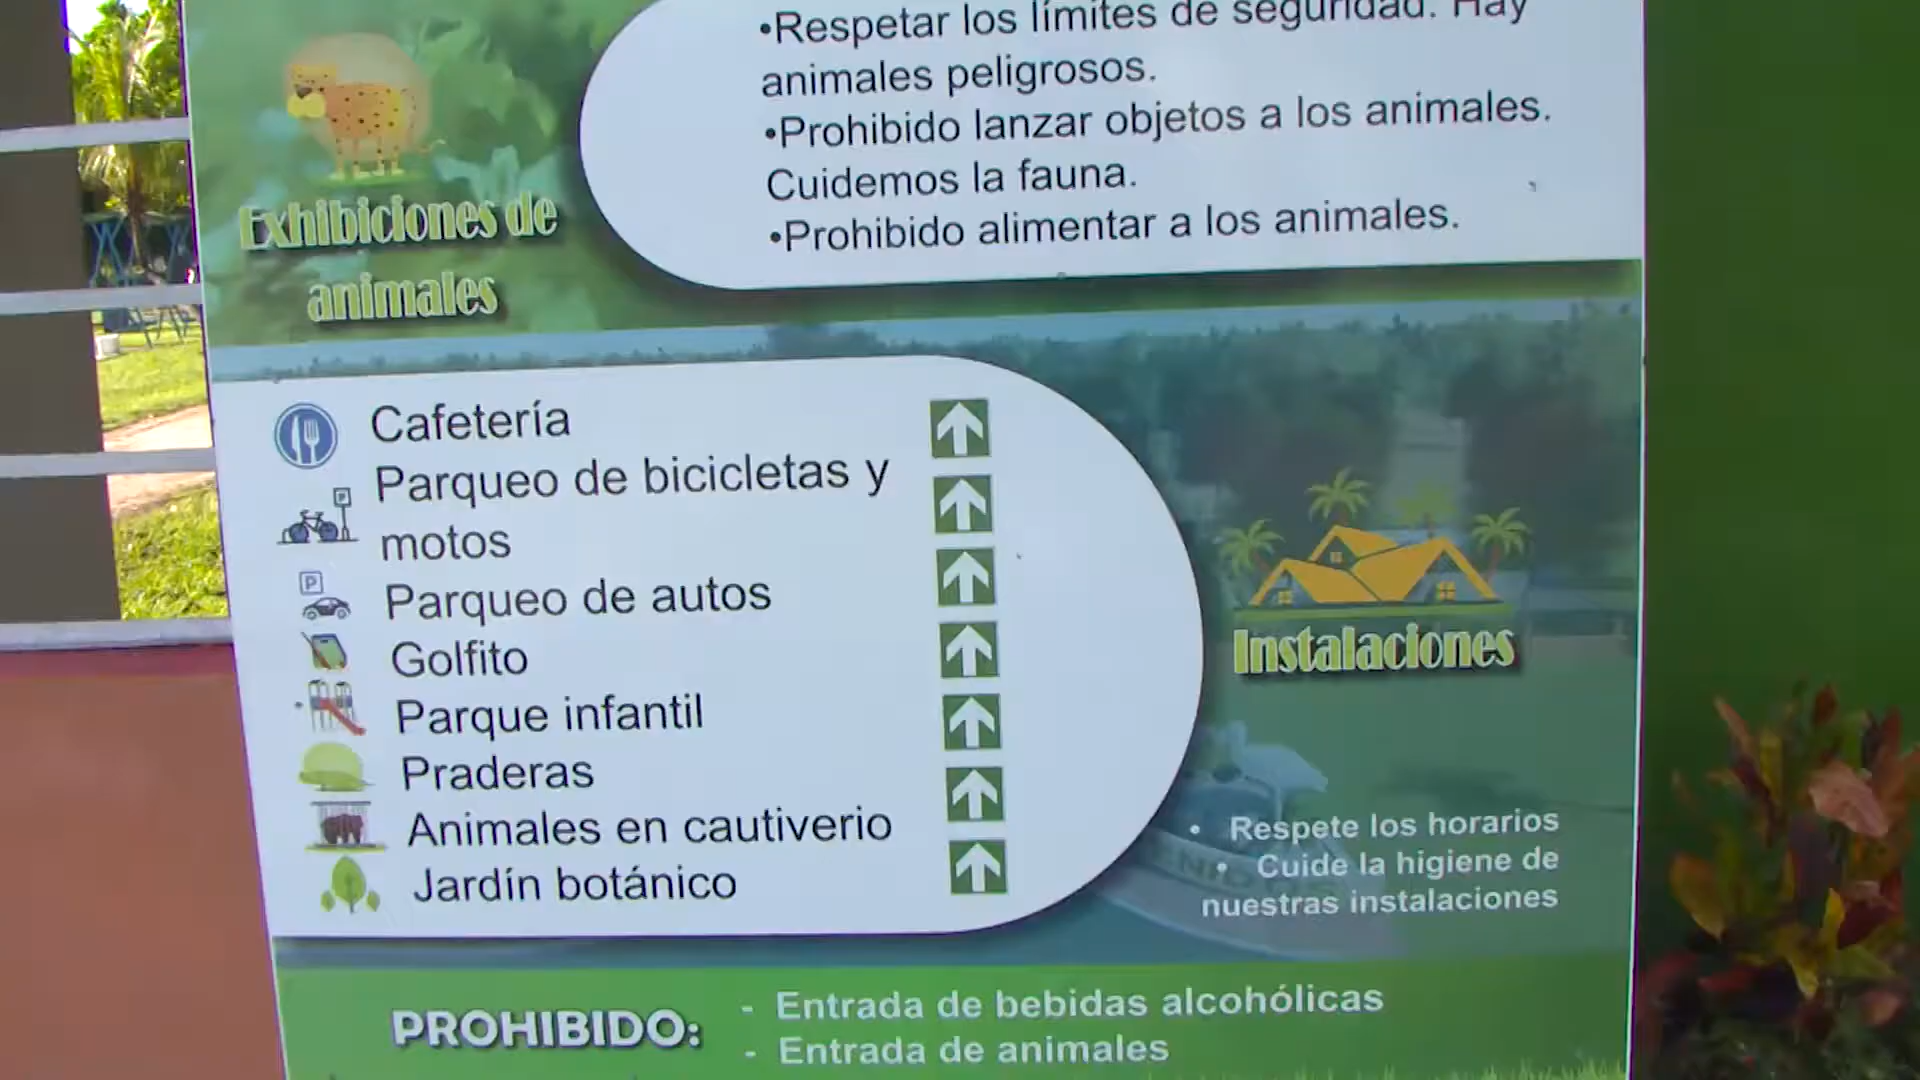 •Respetar los límites de seguridad. Hay
animales peligrosos.
•Prohibido lanzar objetos a los animales.
Cuidemos la fauna.
•Prohibido alimentar a los animales.
Exhibiciones de
animales
Cafetería
Parqueo de bicicletas y
motos
P
Parqueo de autos
P
Golfito
Parque infantil
Praderas
Animales en cautiverio
Jardín botánico
Instalaciones
• Respete los horarios
• Cuide la higiene de
nuestras instalaciones
PROHIBIDO:
- Entrada de bebidas alcohólicas
- Entrada de animales